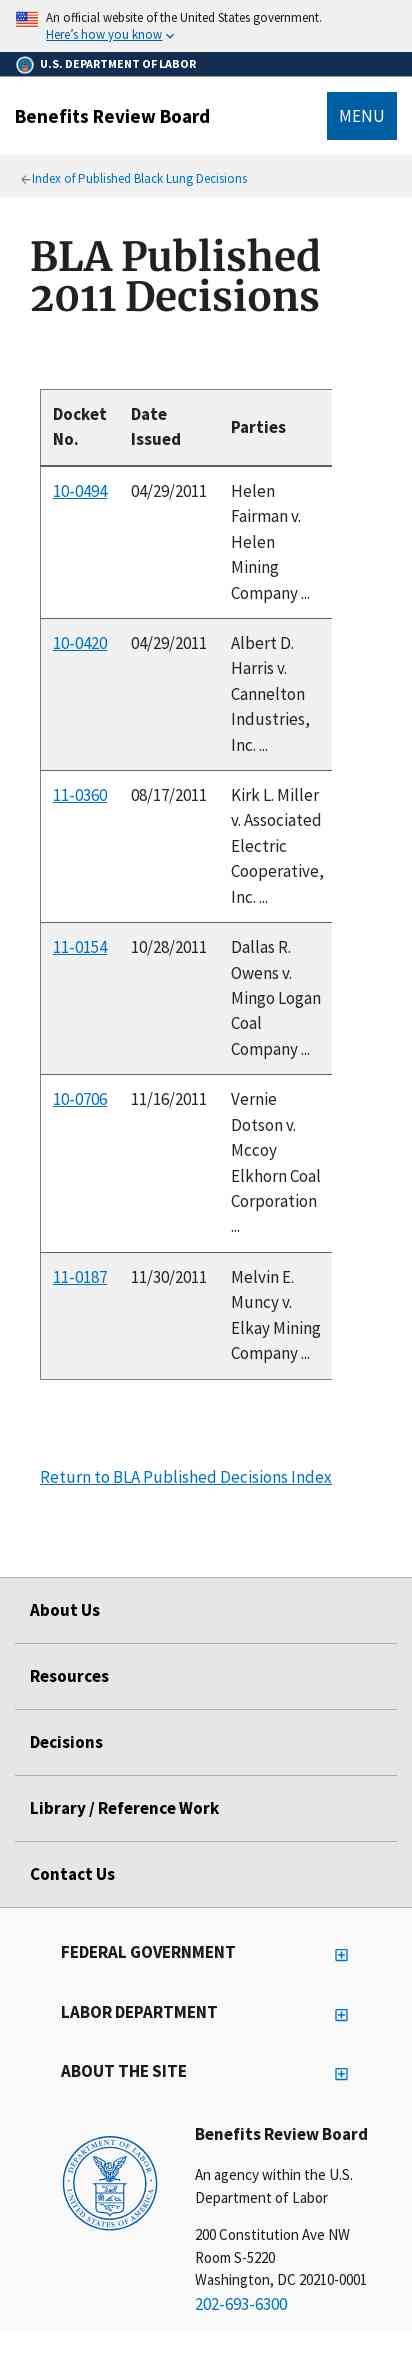 An official website of the United States government.
Here's how you know
U.S. DEPARTMENT OF LABOR
Benefits Review Board
MENU
Index of Published Black Lung Decisions
BLA Published
2011 Decisions
Docket No. Date Issued Parties
10-0494 04/29/2011 Helen
Fairman v.
Helen
Mining
Company ...
10-0420 04/29/2011 Albert D.
Harris v.
Cannelton
Industries,
Inc. ...
11-0360 08/17/2011 Kirk L. Miller
v. Associated
Electric
Cooperative,
Inc. ...
11-0154 10/28/2011 Dallas R.
Owens v.
Mingo Logan
Coal
Company ...
10-0706 11/16/2011 Vernie
Dotson v.
Mccoy
Elkhorn Coal
Corporation
...
11-0187 11/30/2011 Melvin E.
Muncy v.
Elkay Mining
Company ...
Return to BLA Published Decisions Index
About Us
Resources
Decisions
Library / Reference Work
Contact Us
FEDERAL GOVERNMENT
LABOR DEPARTMENT
ABOUT THE SITE
DEPARTMENT OF LABOR
UNITED STATES OF AMERICA
Benefits Review Board
An agency within the U.S.
Department of Labor
200 Constitution Ave NW
Room S-5220
Washington, DC 20210-0001
202-693-6300